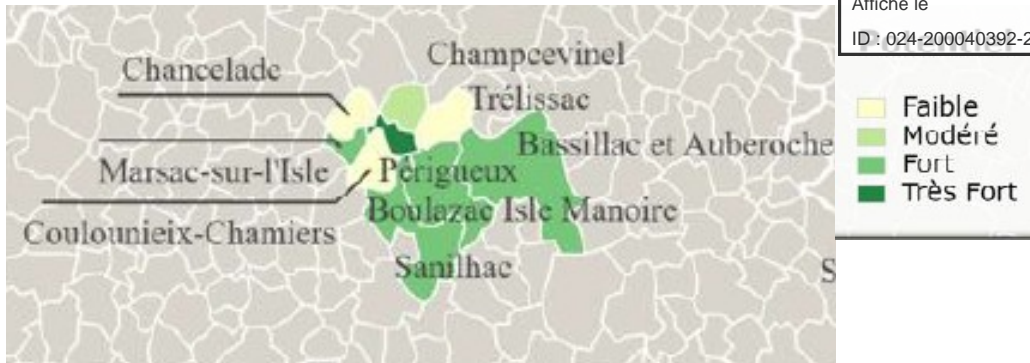 Affiché le
ID : 024-200040392-2
Champcevinel
Chancelade
Trélissac
Bassillac et Auberoche
Marsac-sur-l'Isle
Périgueux
Boulazac Isle Manoire
Coulounieix-Chamiers
Sanilhac
S
Faible
Modéré
Fort
Très Fort